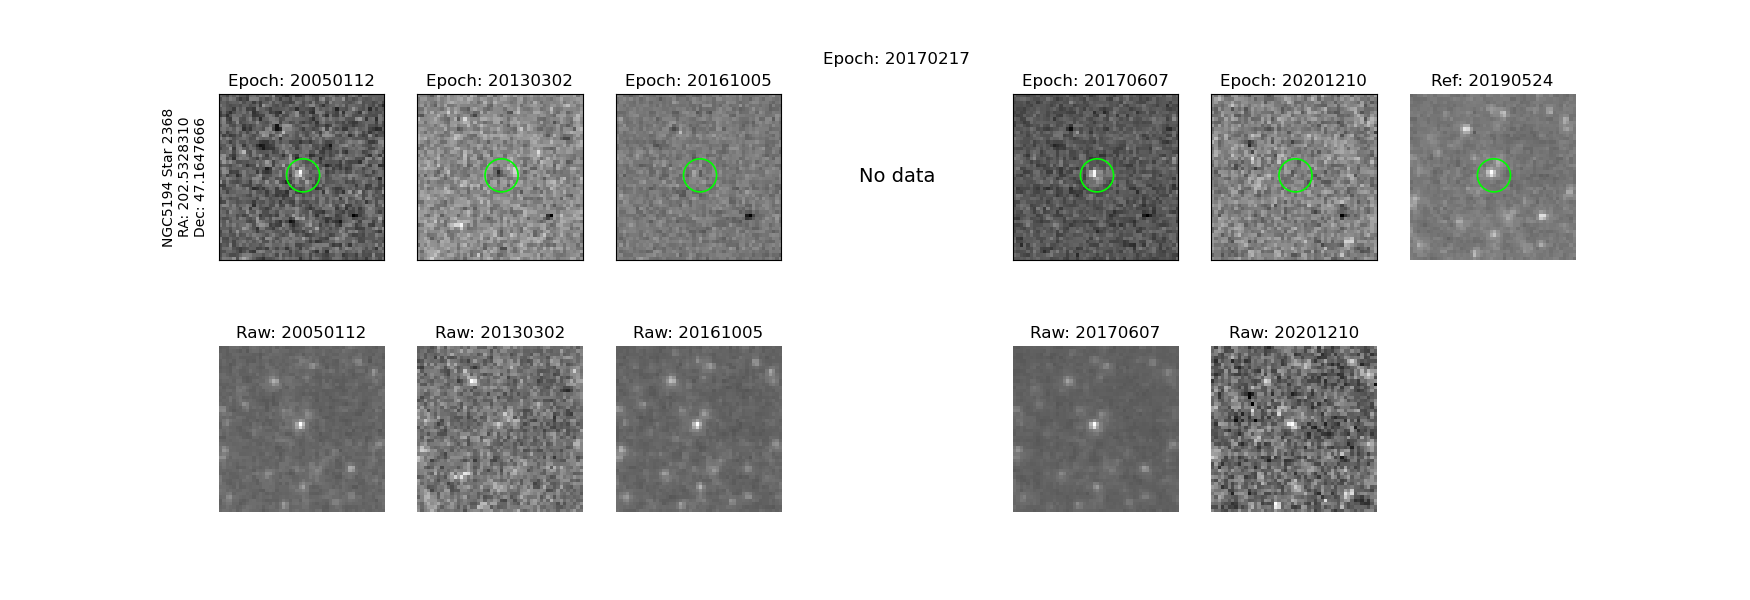 Epoch: 20170217
Epoch: 20050112
Epoch: 20130302
Epoch: 20161005
Epoch: 20170607
Epoch: 20201210
Ref: 20190524
NGC5194 Star 2368
RA: 202.5328310
Dec: 47.1647666
No data
Raw: 20050112
Raw: 20130302
Raw: 20161005
Raw: 20170607
Raw: 20201210